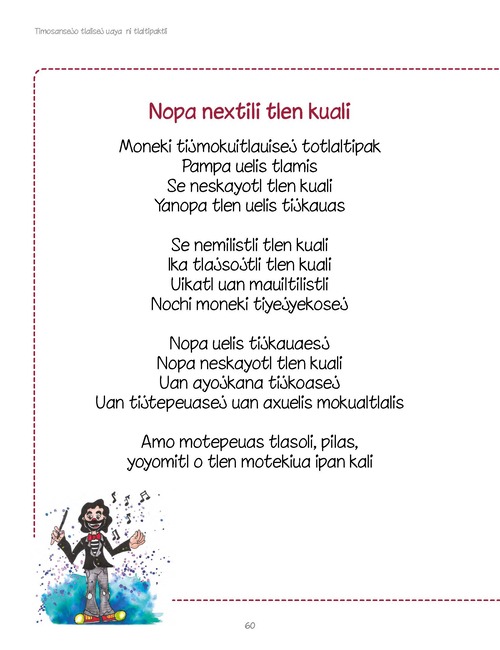 Timosansejo tlalisej uaya ni tlaltipaktli
Nopa nextili tlen kuali
Moneki tijmokuitlauisej totlaltipak
Pampa uelis tlamis
Se neskayotl tlen kuali
Yanopa tlen uelis tijkauas
Se nemilistli tlen kuali
Ika tlajsojtli tlen kuali
Uikatl uan mauiltilistli
Nochi moneki tiyejyekosej
Nopa uelis tijkauaesj
Nopa neskayotl tlen kuali
Uan ayojkana tijkoasej
Uan tijtepeuasej uan axuelis mokualtlalis
Amo motepeuas tlasoli, pilas,
yoyomitl o tlen motekiua ipan kali
60